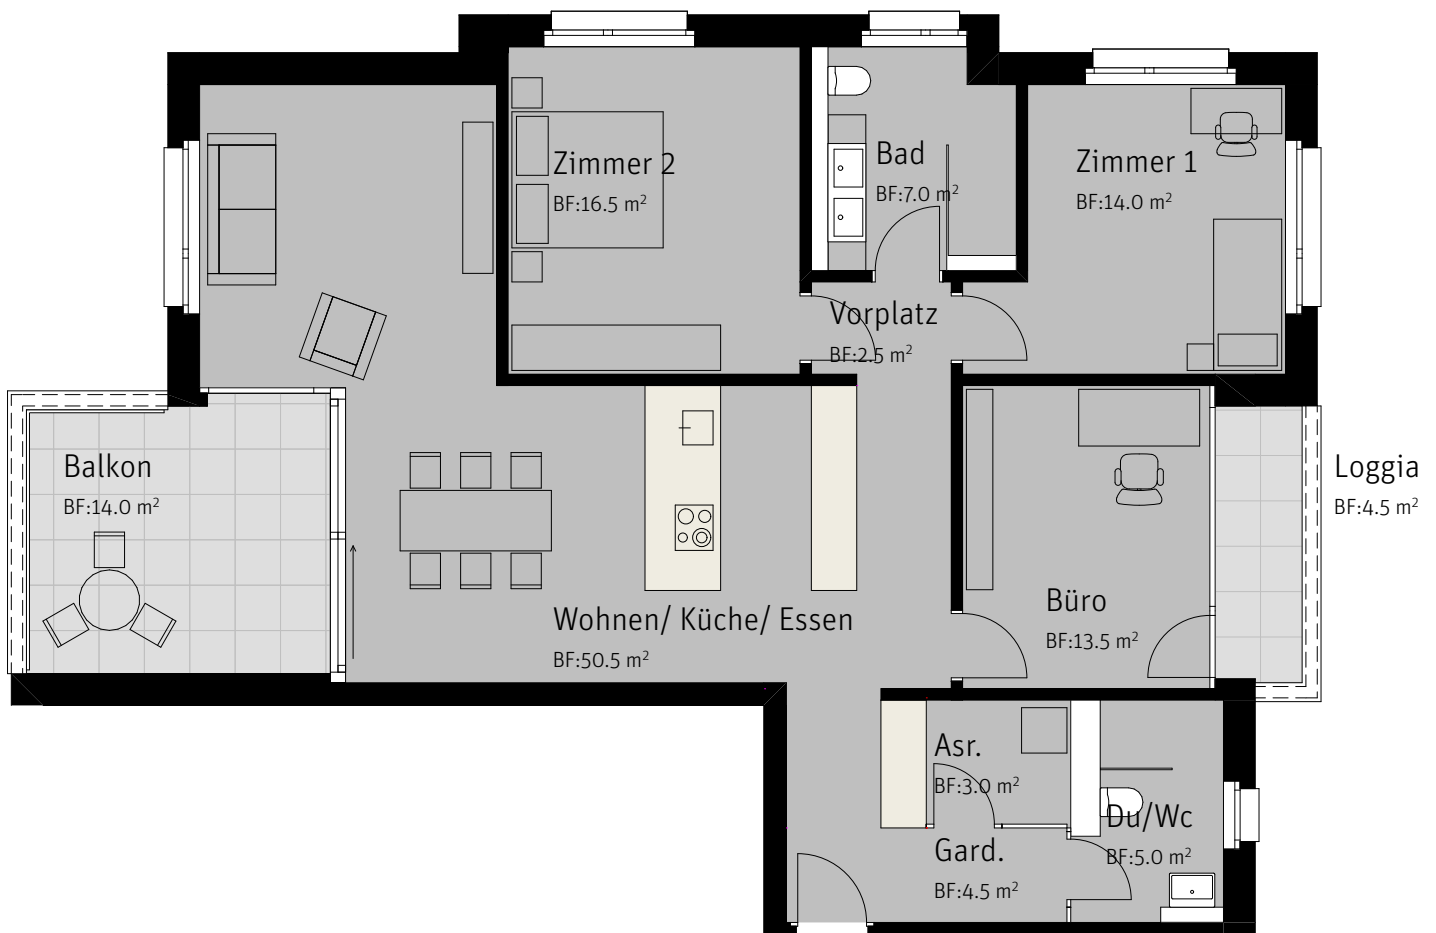 Zimmer 2
BF:16.5 m²
Bad
BF:7.0 m²
Zimmer 1
BF:14.0 m²
Vorplatz
BF:2.5 m²
Balkon
BF:14.0 m²
Loggia
BF:4.5 m²
Wohnen/ Küche/ Essen
BF:50.5 m²
Büro
BF:13.5 m²
Asr.
BF:3.0 m²
Du/Wc
BF:5.0 m²
Gard.
BF:4.5 m²